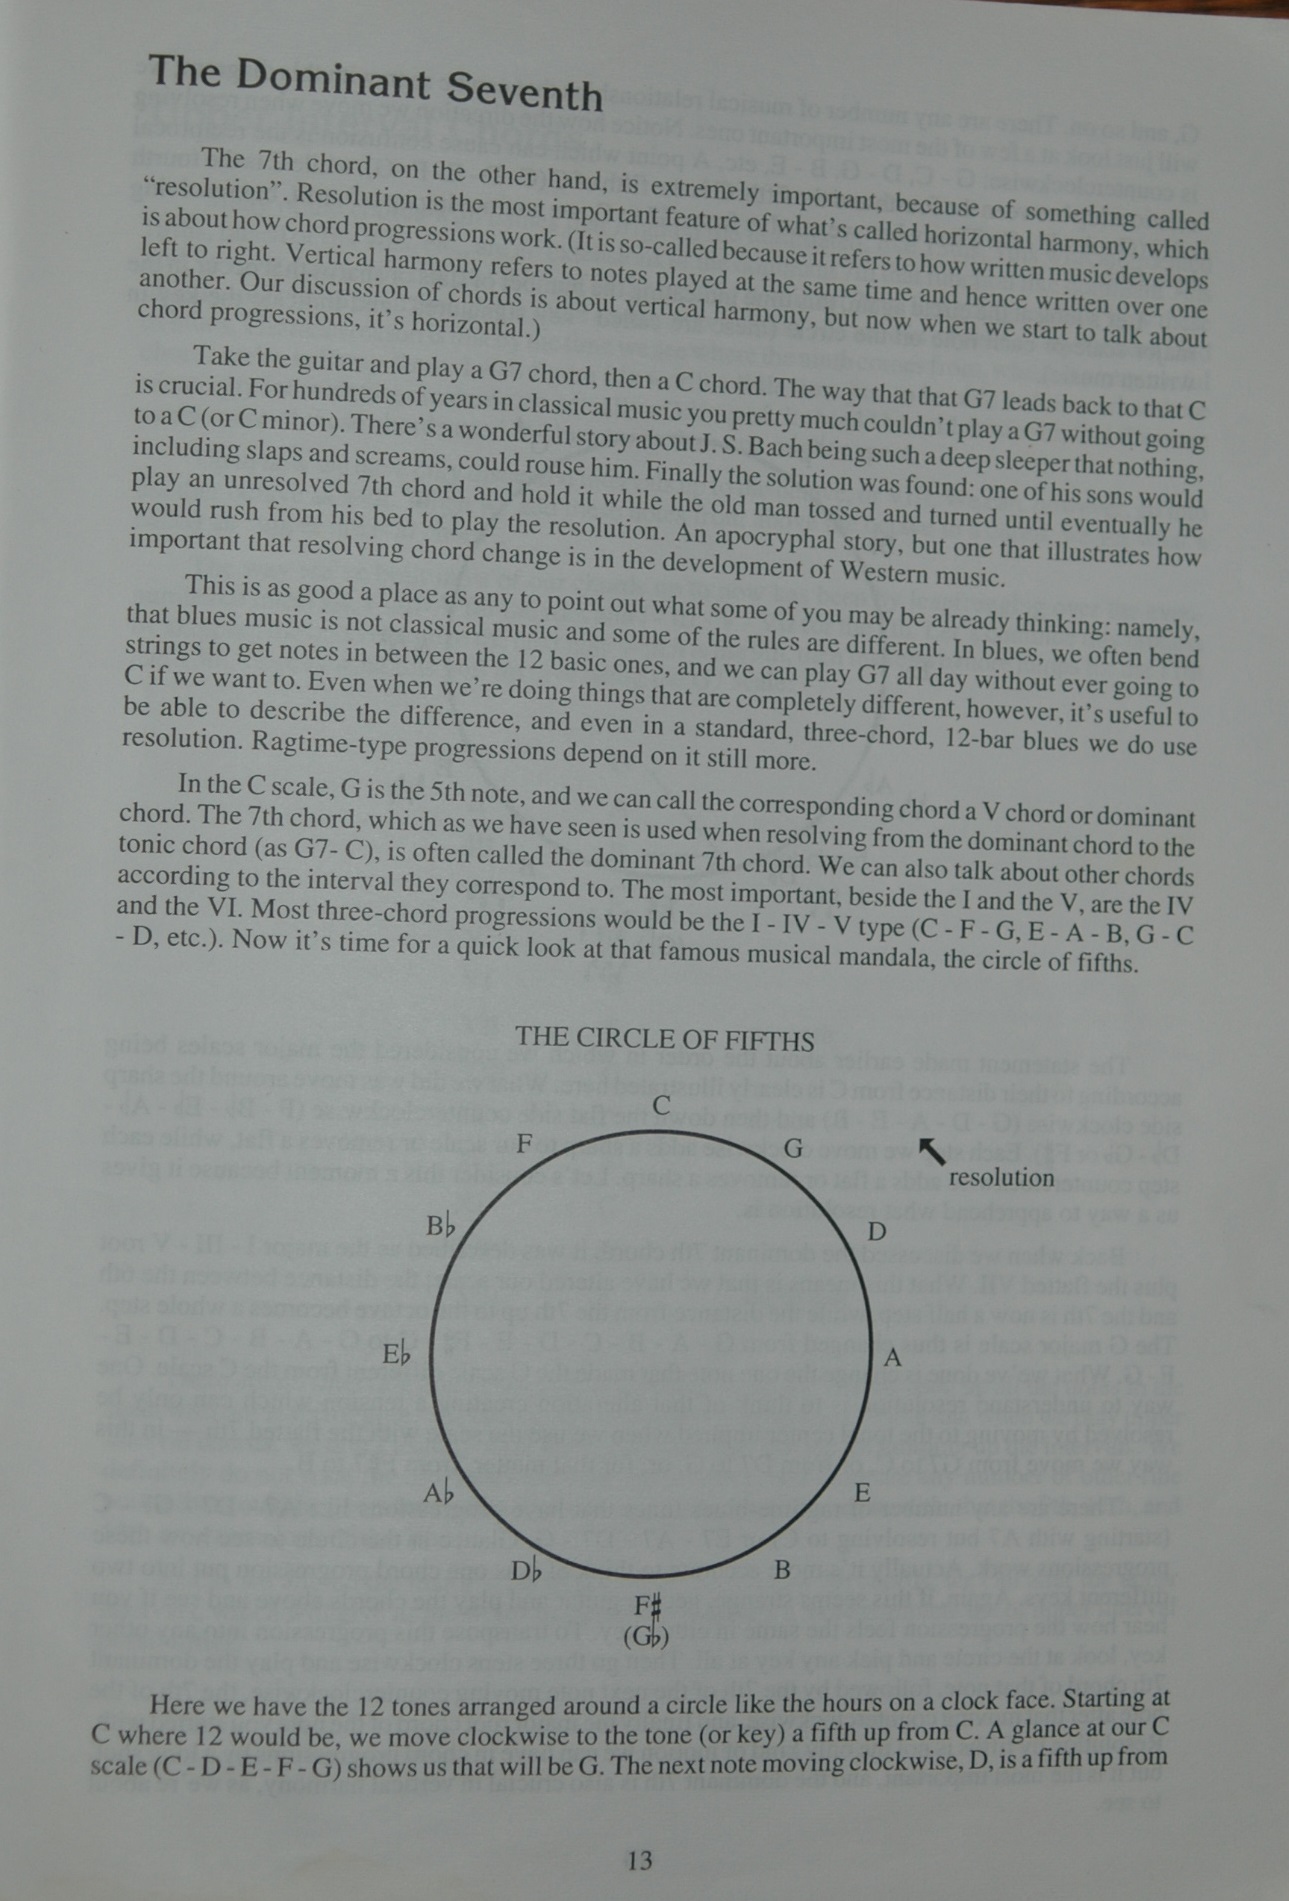 The Dominant Seventh
The 7th chord, on the other hand, is extremely important, because of something called
“resolution”. Resolution is the most important feature of what's called horizontal harmony, which
is about how chord progressions work. (It is so-called because it refers to how written music develops
left to right. Vertical harmony refers to notes played at the same time and hence written over one
another. Our discussion of chords is about vertical harmony, but now when we start to talk about
chord progressions, it's horizontal.)
Take the guitar and play a G7 chord, then a C chord. The way that that G7 leads back to that C
is crucial. For hundreds of years in classical music you pretty much couldn't play a G7 without going
to a C (or C minor). There's a wonderful story about J. S. Bach being such a deep sleeper that nothing,
including slaps and screams, could rouse him. Finally the solution was found: one of his sons would
play an unresolved 7th chord and hold it while the old man tossed and turned until eventually he
would rush from his bed to play the resolution. An apocryphal story, but one that illustrates how
important that resolving chord change is in the development of Western music.
This is as good a place as any to point out what some of you may be already thinking: namely,
that blues music is not classical music and some of the rules are different. In blues, we often bend
strings to get notes in between the 12 basic ones, and we can play G7 all day without ever going to
C if we want to. Even when we're doing things that are completely different, however, it's useful to
be able to describe the difference, and even in a standard, three-chord, 12-bar blues we do use
resolution. Ragtime-type progressions depend on it still more.
In the C scale, G is the 5th note, and we can call the corresponding chord a V chord or dominant
chord. The 7th chord, which as we have seen is used when resolving from the dominant chord to the
tonic chord (as G7- C), is often called the dominant 7th chord. We can also talk about other chords
according to the interval they correspond to. The most important, beside the I and the V, are the IV
and the VI. Most three-chord progressions would be the I - IV - V type (C - F - G, E - A - B, G - C
- D, etc.). Now it's time for a quick look at that famous musical mandala, the circle of fifths.
THE CIRCLE OF FIFTHS
C
F
G
resolution
B♭
D
E♭
A
A♭
E
D♭
B
F♯
(G♭)
Here we have the 12 tones arranged around a circle like the hours on a clock face. Starting at
C where 12 would be, we move clockwise to the tone (or key) a fifth up from C. A glance at our C
scale (C - D - E - F - G) shows us that will be G. The next note moving clockwise, D, is a fifth up from
13